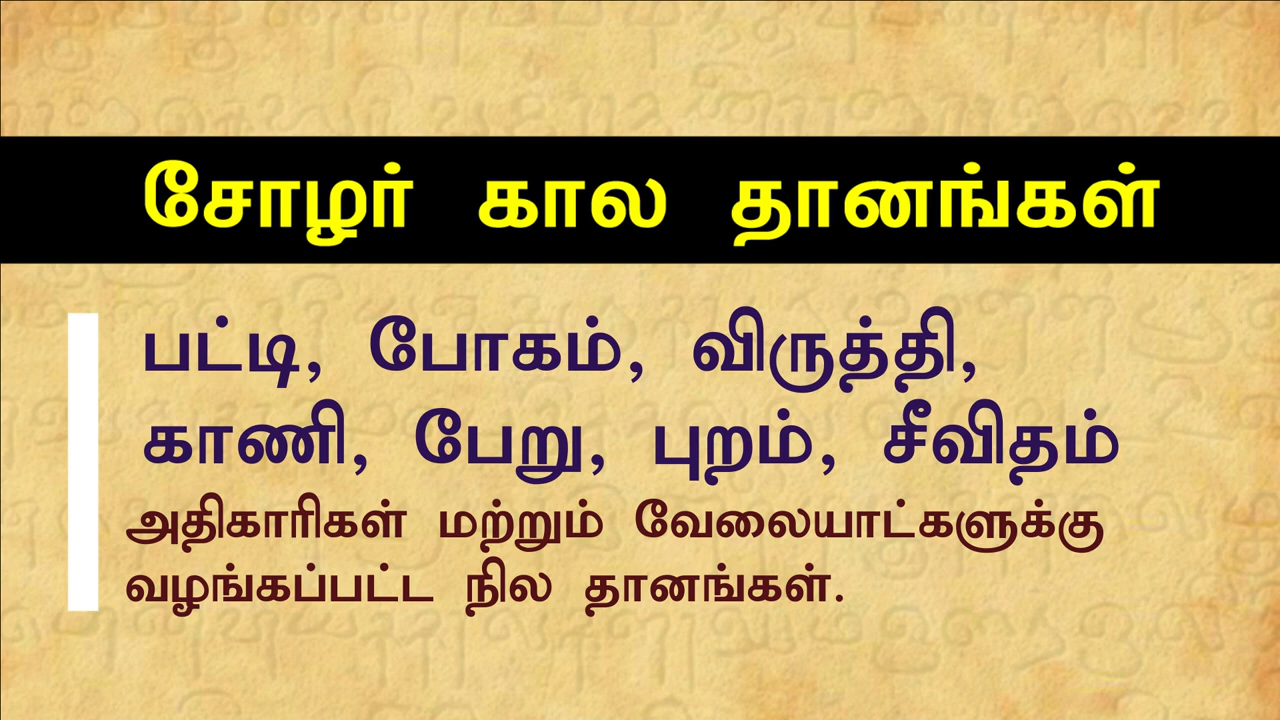 சோழர் கால தானங்கள்
பட்டி, போகம், விருத்தி,
காணி, பேறு, புறம், சீவிதம்
அதிகாரிகள் மற்றும் வேலையாட்களுக்கு
வழங்கப்பட்ட நில தானங்கள்.